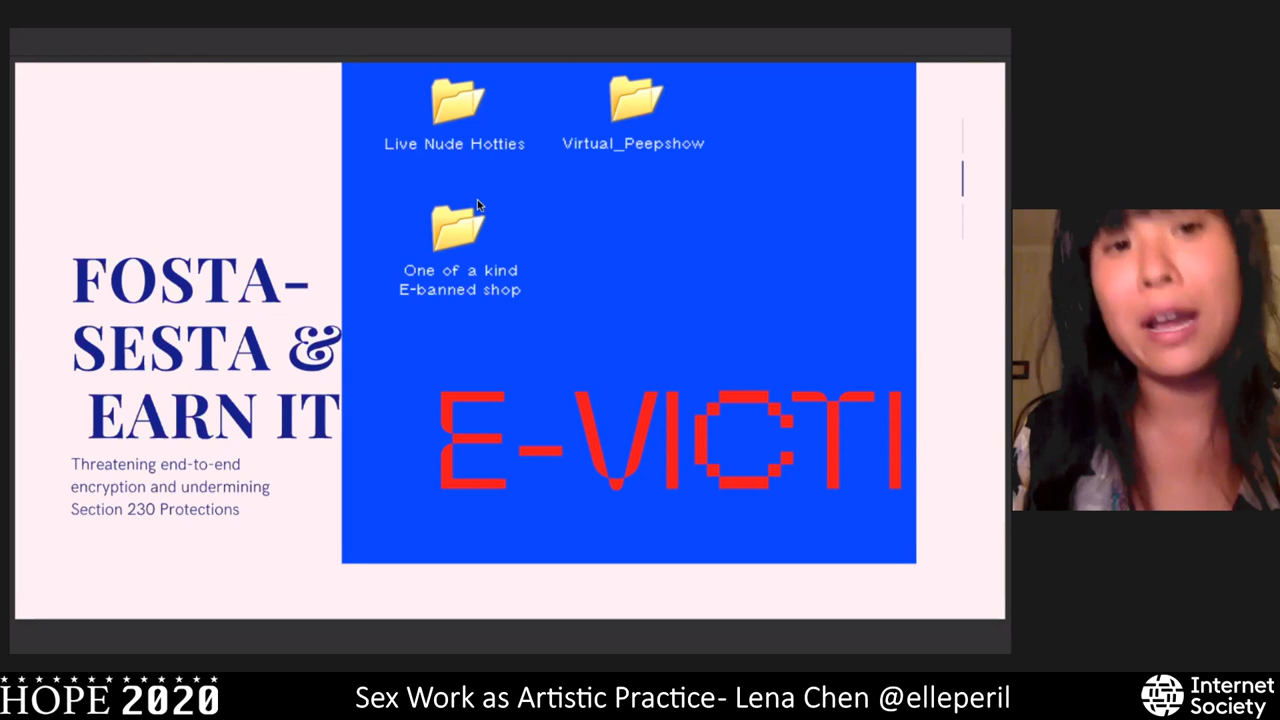 FOSTA-
SESTA &
EARN IT
Threatening end-to-end
encryption and undermining
Section 230 Protections
Live Nude Hotties
Virtual_Peepshow
One of a kind
E-banned shop
E-VICTI
HOPE 2020
Sex Work as Artistic Practice- Lena Chen @elleperil
Internet
Society